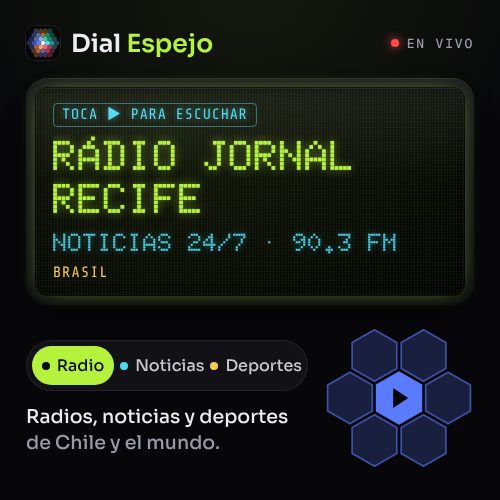 Dial Espejo
EN VIVO
TOCA ▶ PARA ESCUCHAR
RÁDIO JORNAL
RECIFE
NOTICIAS 24/7 · 90,3 FM
BRASIL
Radio Noticias Deportes
Radios, noticias y deportes
de Chile y el mundo.